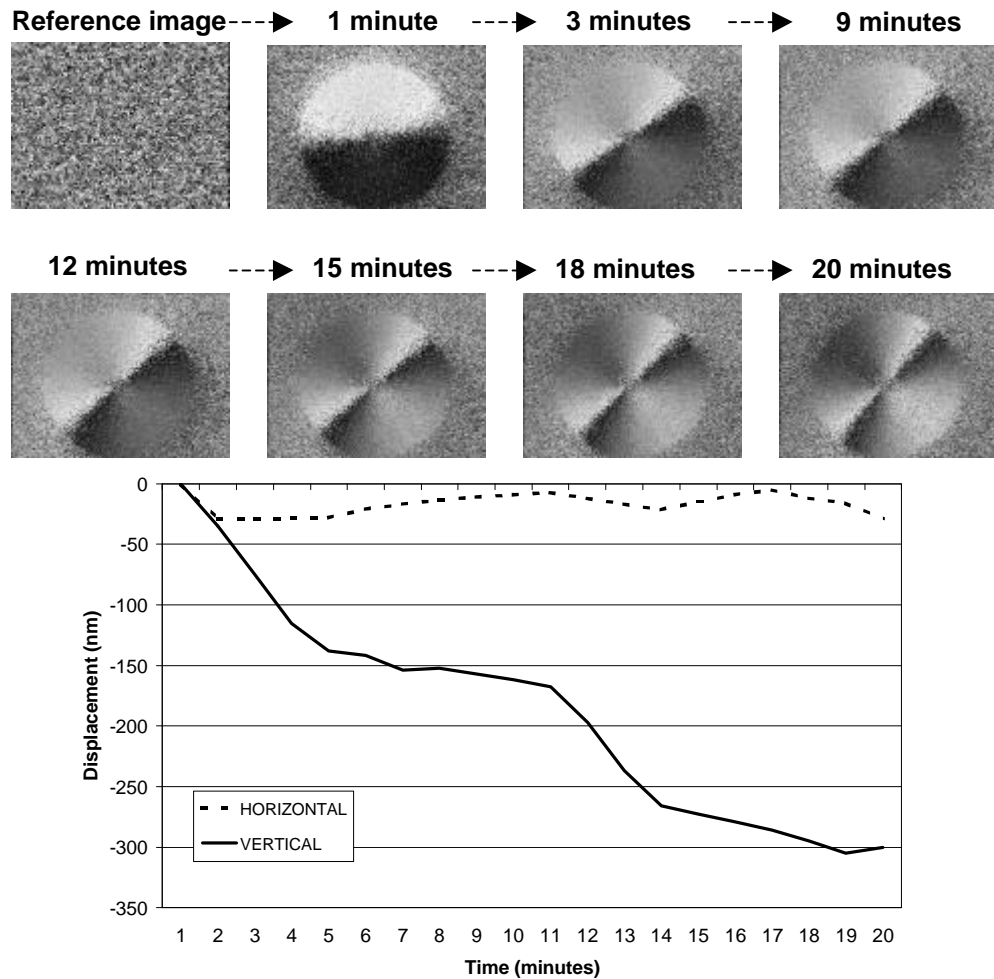 Reference image 1 minute 3 minutes 9 minutes
12 minutes 15 minutes 18 minutes 20 minutes
0
-50
-100
-150
-200
-250
-300
-350
Displacement (nm)
HORIZONTAL
VERTICAL
1 2 3 4 5 6 7 8 9 10 11 12 13 14 15 16 17 18 19 20
Time (minutes)